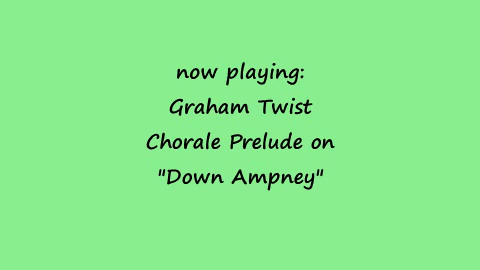 now playing:
Graham Twist
Chorale Prelude on
"Down Ampney"